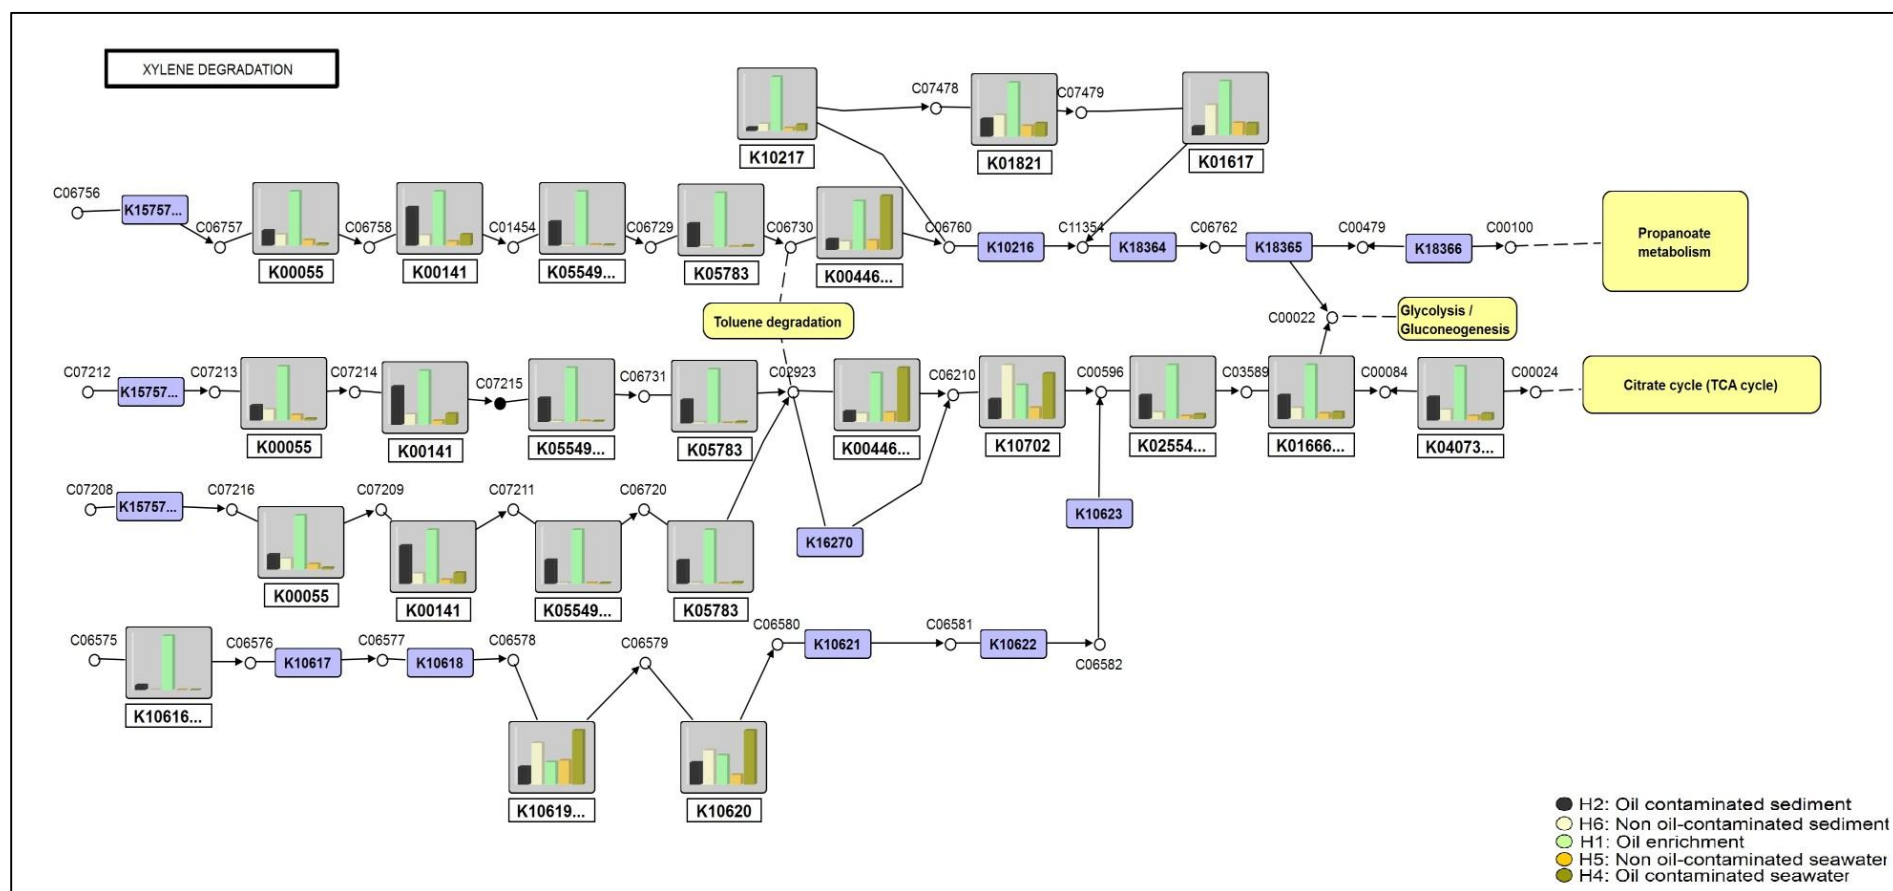 XYLENE DEGRADATION
C07478
C07479
K10217
K01821
K01617
C06756
K15757...
C06757
K00055
C06758
K00141
C01454
K05549...
C06729
K05783
C06730
K00446...
C06760
K10216
C11354
K18364
C06762
K18365
C00479
K18366
C00100
Propanoate
metabolism
Toluene degradation
C00022
Glycolysis /
Gluconeogenesis
C07212
K15757...
C07213
K00055
C07214
K00141
C07215
K05549...
C06731
K05783
C02923
K00446...
C06210
K10702
C00596
K02554...
C03589
K01666...
C00084
K04073...
C00024
Citrate cycle (TCA cycle)
C07208
K15757...
C07216
K00055
C07209
K00141
C07211
K05549...
C06720
K05783
K16270
K10623
C06575
K10616...
C06576
K10617
C06577
K10618
C06578
K10619...
C06579
K10620
C06580
K10621
C06581
K10622
C06582
H2: Oil contaminated sediment
H6: Non oil-contaminated sediment
H1: Oil enrichment
H5: Non oil-contaminated seawater
H4: Oil contaminated seawater